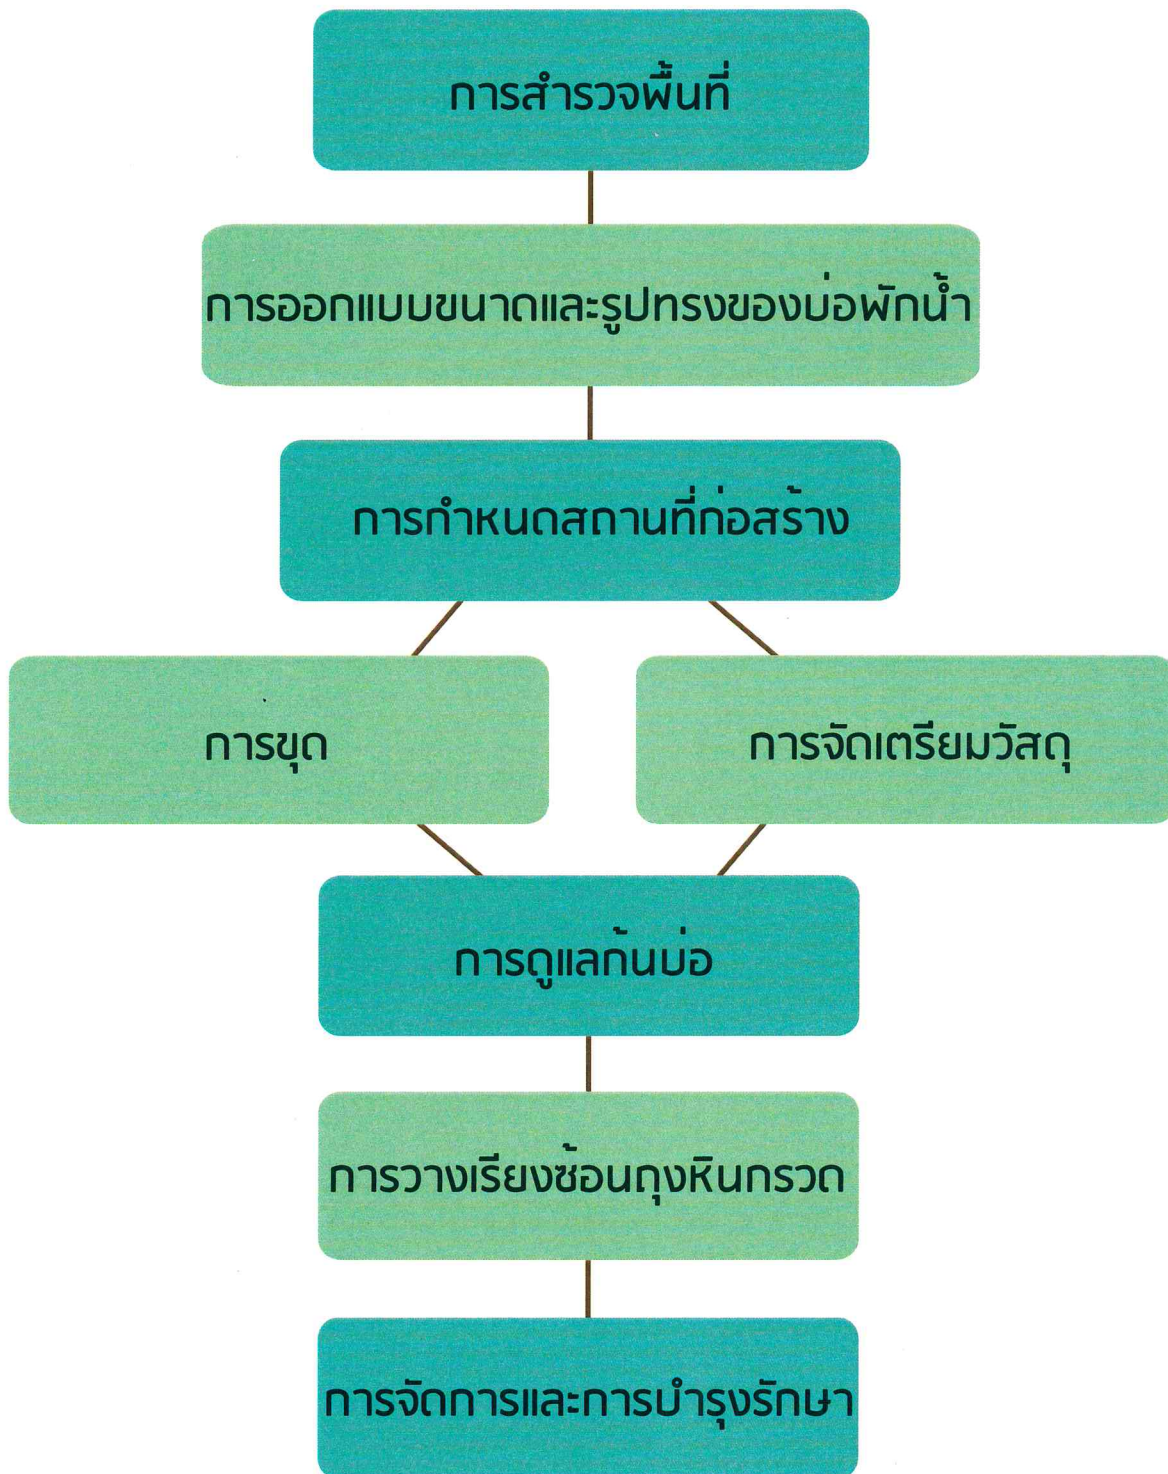 การสำรวจพื้นที่
การออกแบบขนาดและรูปทรงของบ่อพักน้ำ
การกำหนดสถานที่ก่อสร้าง
การขุด
การจัดเตรียมวัสดุ
การดูแลก้นบ่อ
การวางเรียงซ้อนถุงหินกรวด
การจัดการและการบำรุงรักษา